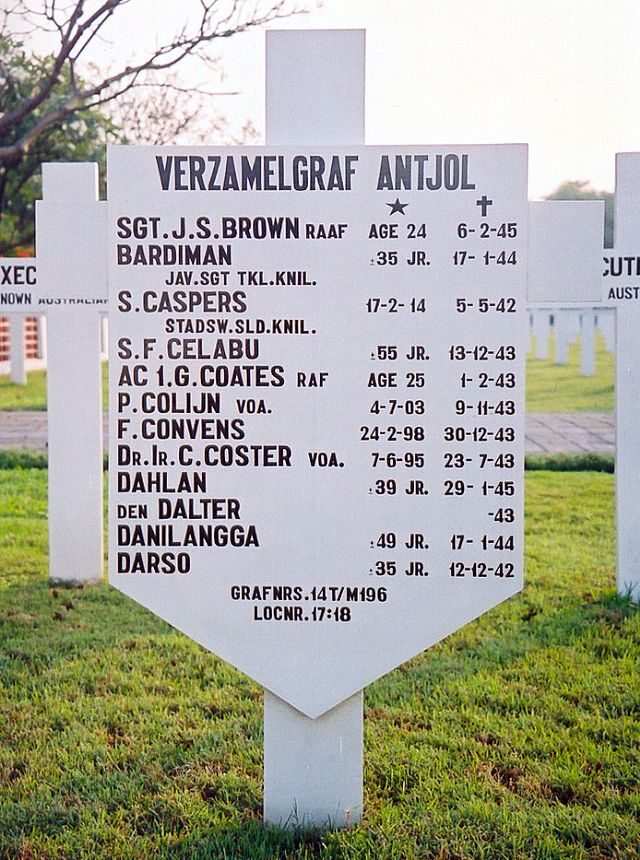 VERZAMELGRAF ANTJOL
★ ✝
SGT.J.S.BROWN RAAF AGE 24 6-2-45
BARDIMAN ±35 JR. 17-1-44
JAV.SGT TKL.KNIL.
S.CASPERS 17-2-14 5-5-42
STADSW.SLD.KNIL.
S.F.CELABU ±55 JR. 13-12-43
AC 1.G.COATES RAF AGE 25 1-2-43
P.COLIJN VOA. 4-7-03 9-11-43
F.CONVENS 24-2-98 30-12-43
DR.IR.C.COSTER VOA. 7-6-95 23-7-43
DAHLAN ±39 JR. 29-1-45
DEN DALTER -43
DANILANGGA ±49 JR. 17-1-44
DARSO ±35 JR. 12-12-42
GRAFNRS.14T/M196
LOCNR.17:18
EXEC
NOWN AUSTRALIAN
CUTE
AUST